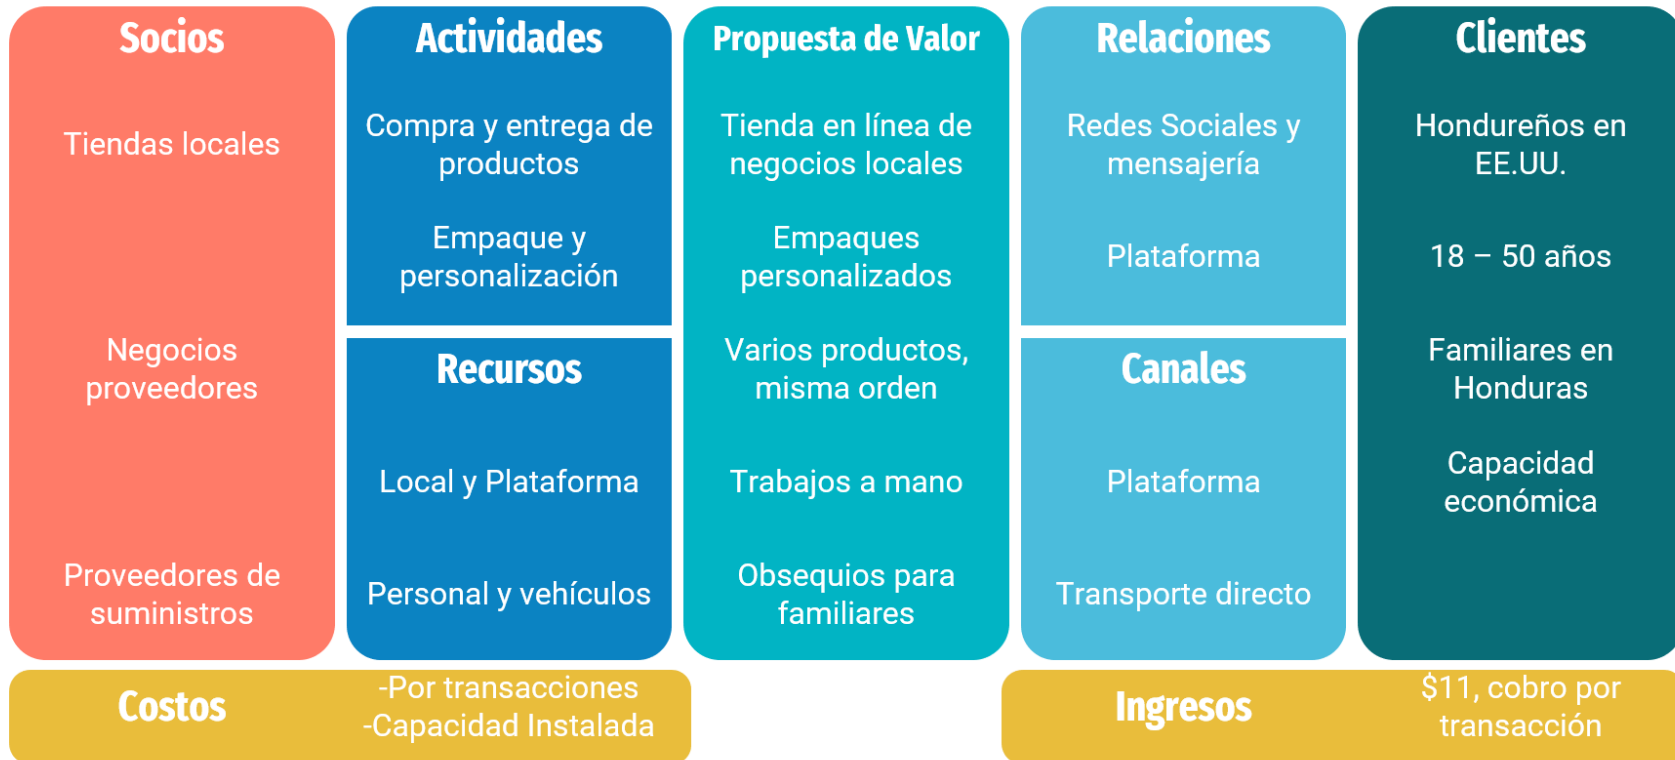 Socios
Tiendas locales
Negocios
proveedores
Proveedores de
suministros
Actividades
Compra y entrega de
productos
Empaque y
personalización
Recursos
Local y Plataforma
Personal y vehículos
Propuesta de Valor
Tienda en línea de
negocios locales
Empaques
personalizados
Varios productos,
misma orden
Trabajos a mano
Obsequios para
familiares
Relaciones
Redes Sociales y
mensajería
Plataforma
Canales
Plataforma
Transporte directo
Clientes
Hondureños en
EE.UU.
18 – 50 años
Familiares en
Honduras
Capacidad
económica
Costos
-Por transacciones
-Capacidad Instalada
Ingresos
$11, cobro por
transacción